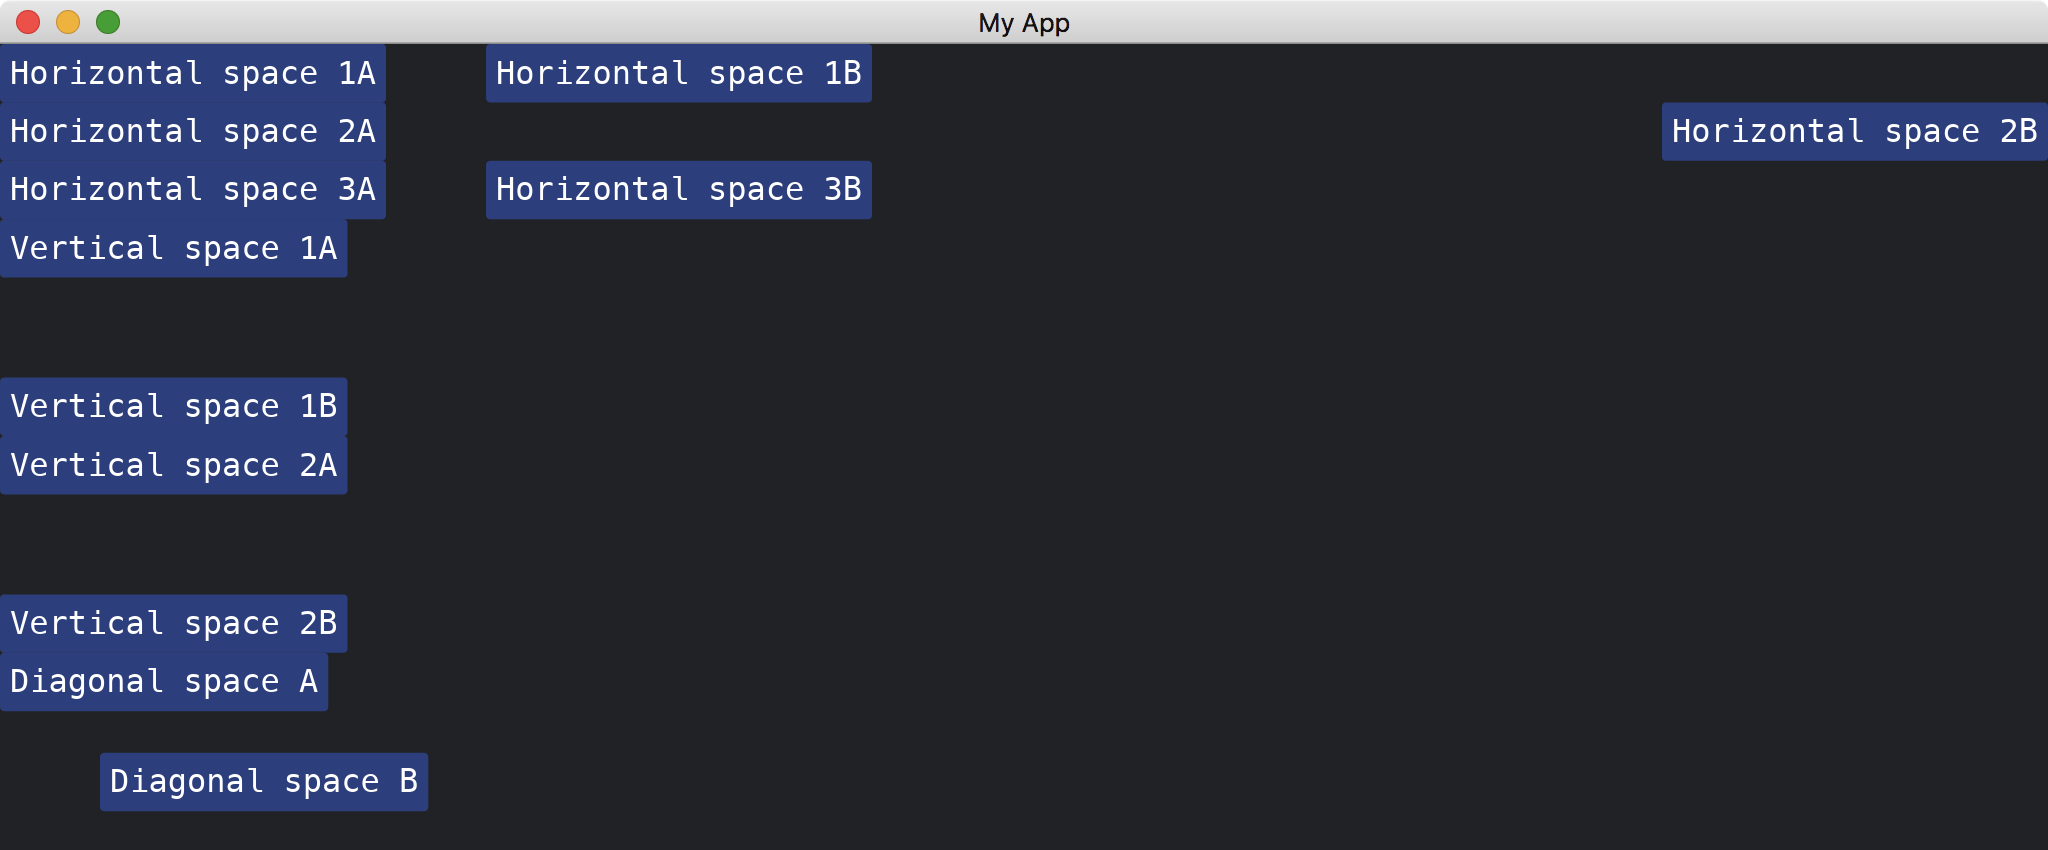 My App
Horizontal space 1A Horizontal space 1B
Horizontal space 2A Horizontal space 2B
Horizontal space 3A Horizontal space 3B
Vertical space 1A
Vertical space 1B
Vertical space 2A
Vertical space 2B
Diagonal space A
Diagonal space B